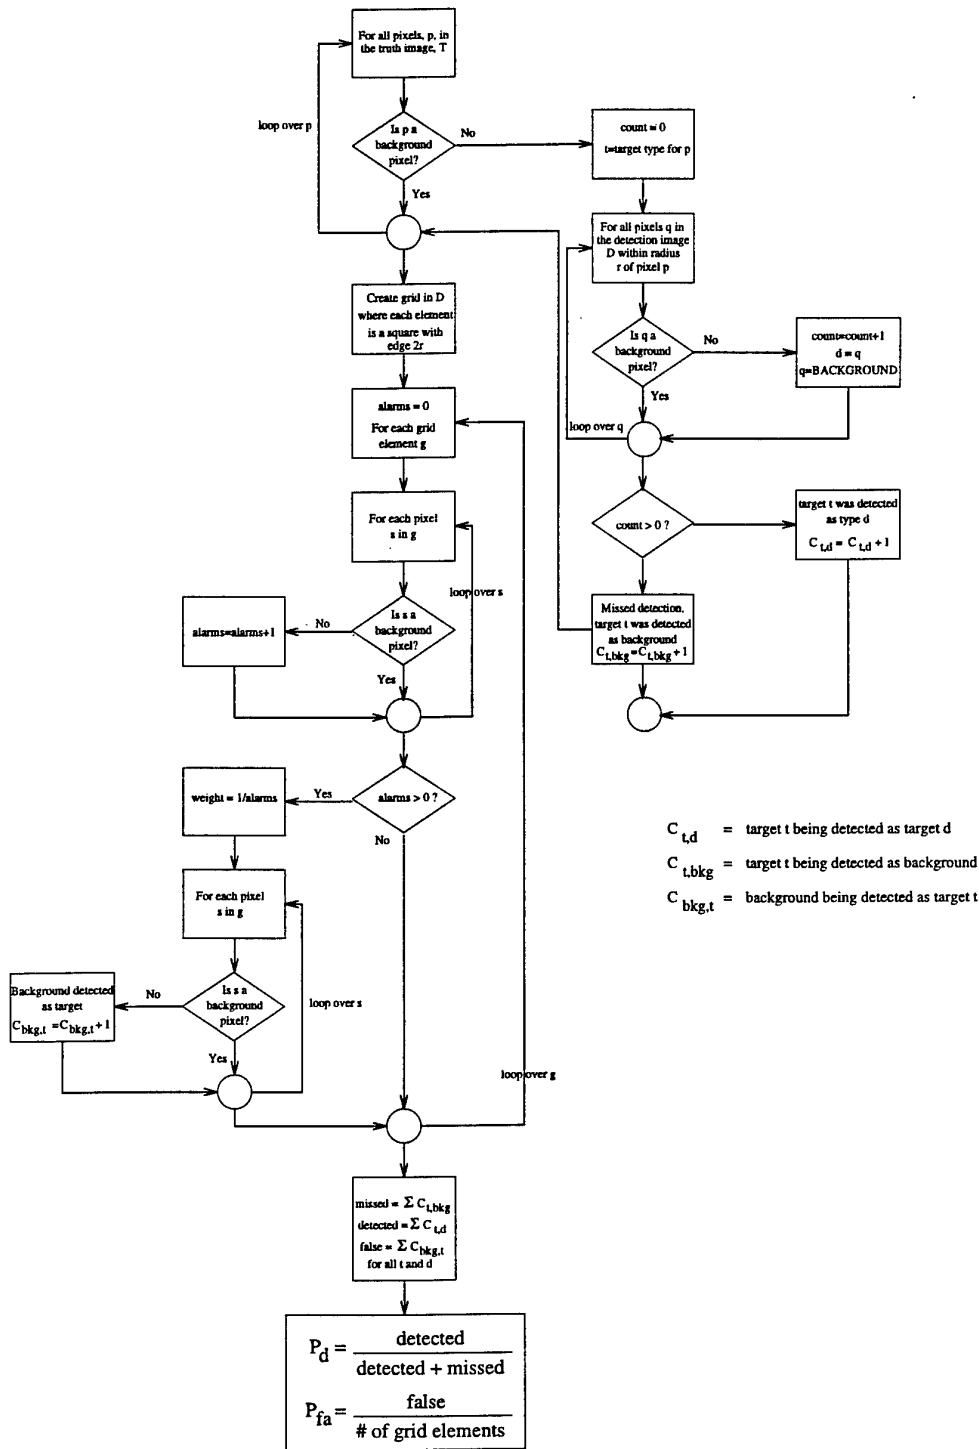 For all pixels, p, in
the truth image, T
loop over p
Is p a
background
pixel?
No
Yes
count = 0
t=target type for p
For all pixels q in
the detection image
D within radius
r of pixel p
Is q a
background
pixel?
No
Yes
count=count+1
d = q
q=BACKGROUND
loop over q
count > 0 ?
target t was detected
as type d
C t,d = C t,d + 1
Missed detection,
target t was detected
as background
C t,bkg = C t,bkg + 1
Create grid in D
where each element
is a square with
edge 2r
alarms = 0
For each grid
element g
For each pixel
s in g
loop over s
Is s a
background
pixel?
No
Yes
alarms=alarms+1
alarms > 0 ?
Yes
No
weight = 1/alarms
For each pixel
s in g
loop over s
Is s a
background
pixel?
No
Yes
Background detected
as target
C bkg,t = C bkg,t + 1
loop over g
C t,d = target t being detected as target d
C t,bkg = target t being detected as background
C bkg,t = background being detected as target t
missed = Σ C t,bkg
detected = Σ C t,d
false = Σ C bkg,t
for all t and d
P d = detected
detected + missed
P fa = false
# of grid elements